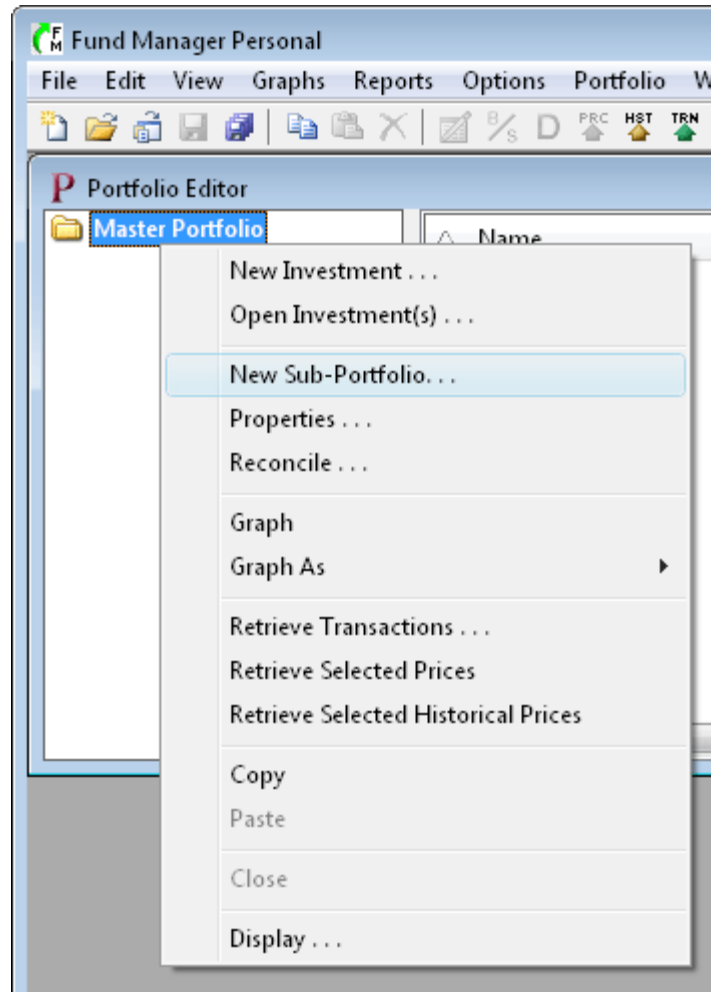 Fund Manager Personal
File Edit View Graphs Reports Options Portfolio W
B/S D PRC HST TRN
P Portfolio Editor
Master Portfolio
Name
New Investment . . .
Open Investment(s) . . .
New Sub-Portfolio. . .
Properties . . .
Reconcile . . .
Graph
Graph As
Retrieve Transactions . . .
Retrieve Selected Prices
Retrieve Selected Historical Prices
Copy
Paste
Close
Display . . .